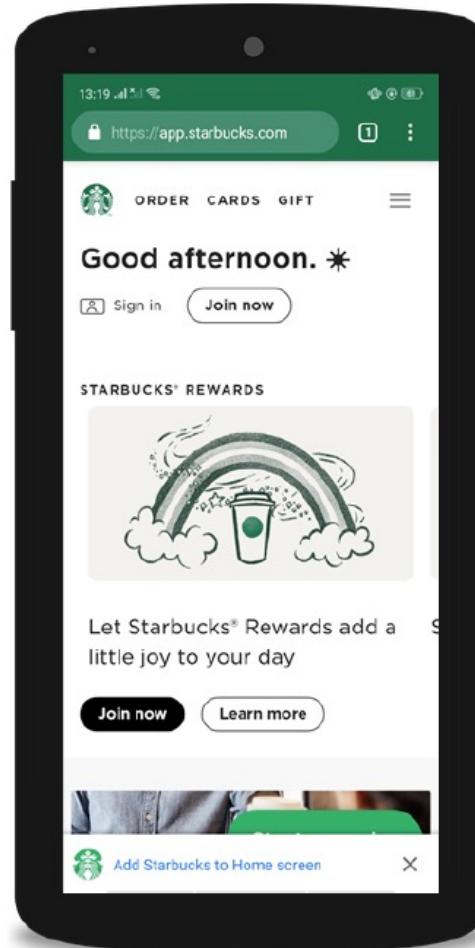 13:19
https://app.starbucks.com
1
ORDER CARDS GIFT
Good afternoon.
Sign in
Join now
STARBUCKS® REWARDS
Let Starbucks® Rewards add a
little joy to your day
Join now
Learn more
Add Starbucks to Home screen